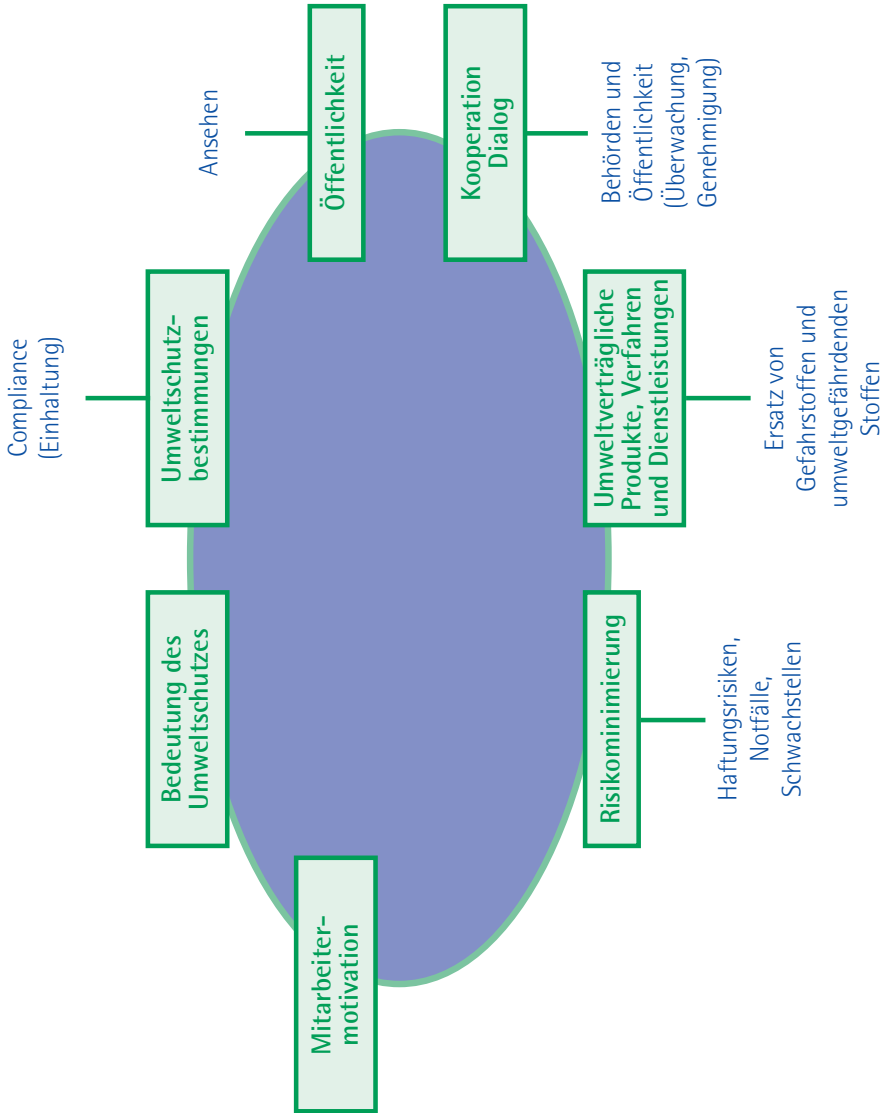 Mitarbeiter-
motivation
Bedeutung des
Umweltschutzes
Compliance
(Einhaltung)
Umweltschutz-
bestimmungen
Ansehen
Öffentlichkeit
Kooperation
Dialog
Behörden und
Öffentlichkeit
(Überwachung,
Genehmigung)
Umweltverträgliche
Produkte, Verfahren
und Dienstleistungen
Ersatz von
Gefahrstoffen und
umweltgefährdenden
Stoffen
Risikominimierung
Haftungsrisiken,
Notfälle,
Schwachstellen